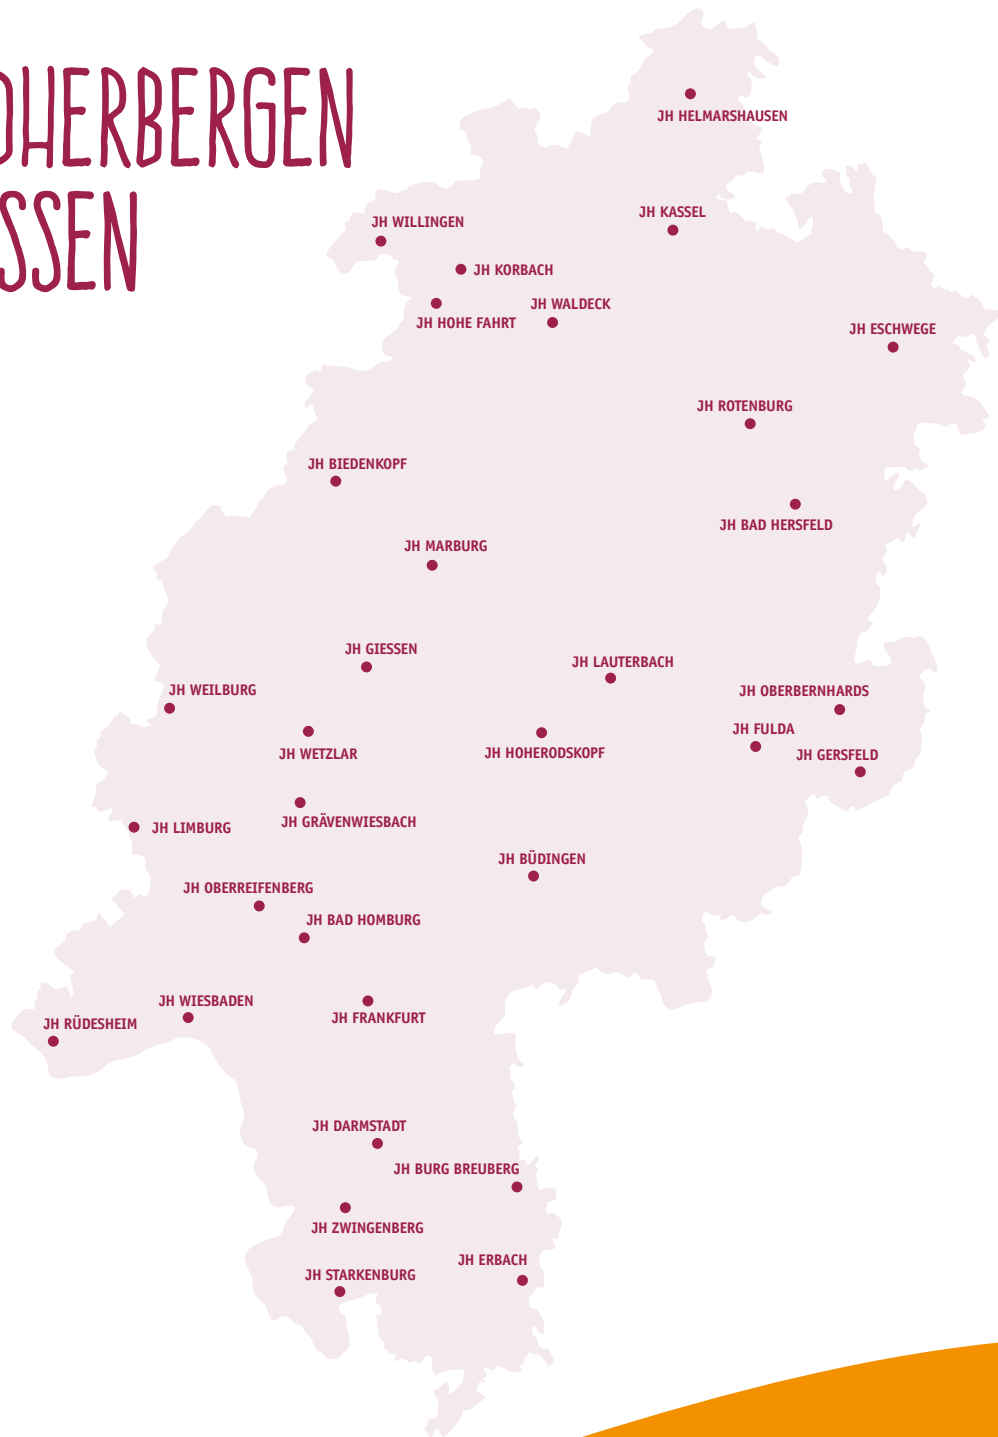 DHERBERGEN
SSEN
JH HELMARSHAUSEN
JH KASSEL
JH WILLINGEN
JH KORBACH
JH WALDECK
JH HOHE FAHRT
JH ESCHWEGE
JH ROTENBURG
JH BIEDENKOPF
JH BAD HERSFELD
JH MARBURG
JH GIESSEN
JH LAUTERBACH
JH WEILBURG
JH OBERBERNHARDS
JH FULDA
JH WETZLAR
JH HOHERODSKOPF
JH GERSFELD
JH GRÄVENWIESBACH
JH LIMBURG
JH BÜDINGEN
JH OBERREIFENBERG
JH BAD HOMBURG
JH WIESBADEN
JH FRANKFURT
JH RÜDESHEIM
JH DARMSTADT
JH BURG BREUBERG
JH ZWINGENBERG
JH ERBACH
JH STARKENBURG